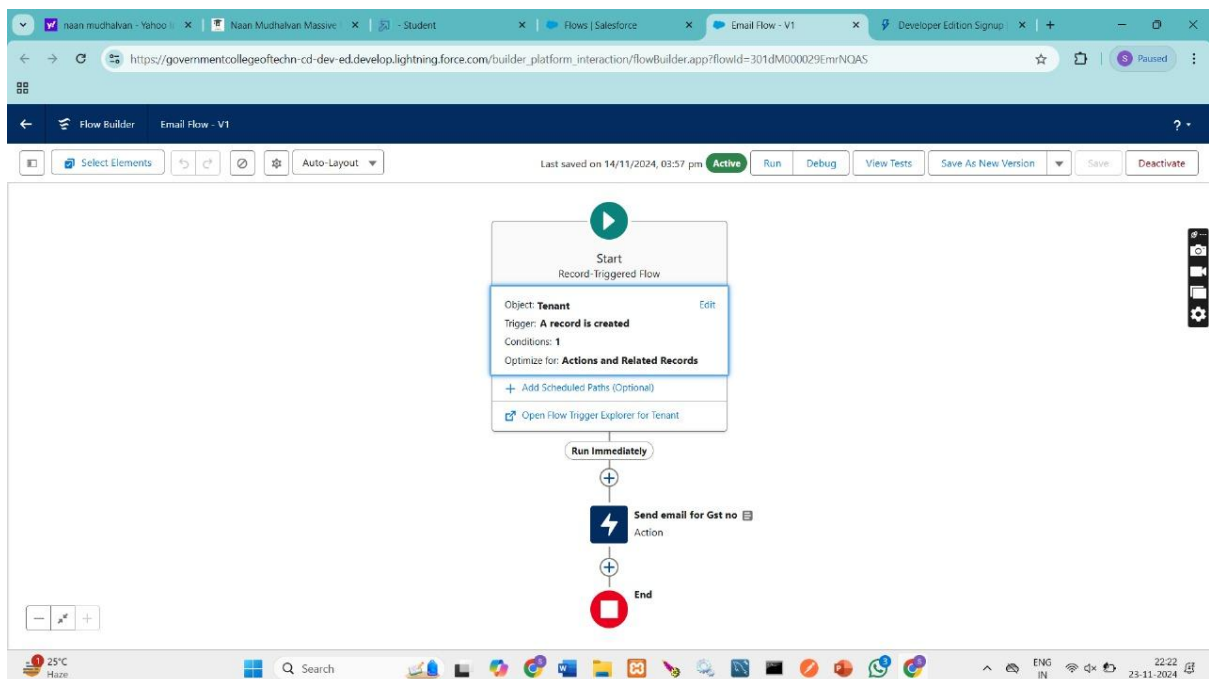 naan mudhalvan - Yahoo I
Naan Mudhalvan Massive
- Student
Flows | Salesforce
Email Flow - V1
Developer Edition Signup
https://governmentcollegeoftechn-cd-dev-ed.develop.lightning.force.com/builder_platform_interaction/flowBuilder.app?flowId=301dM000029EmrNQAS
S Paused
Flow Builder Email Flow - V1
?
Select Elements
Auto-Layout
Last saved on 14/11/2024, 03:57 pm Active Run Debug View Tests Save As New Version Save Deactivate
Start
Record-Triggered Flow
Object: Tenant Edit
Trigger: A record is created
Conditions: 1
Optimize for: Actions and Related Records
+ Add Scheduled Paths (Optional)
Open Flow Trigger Explorer for Tenant
Run Immediately
Send email for Gst no
Action
End
1
25°C
Haze
Search
ENG
IN
22:22
23-11-2024